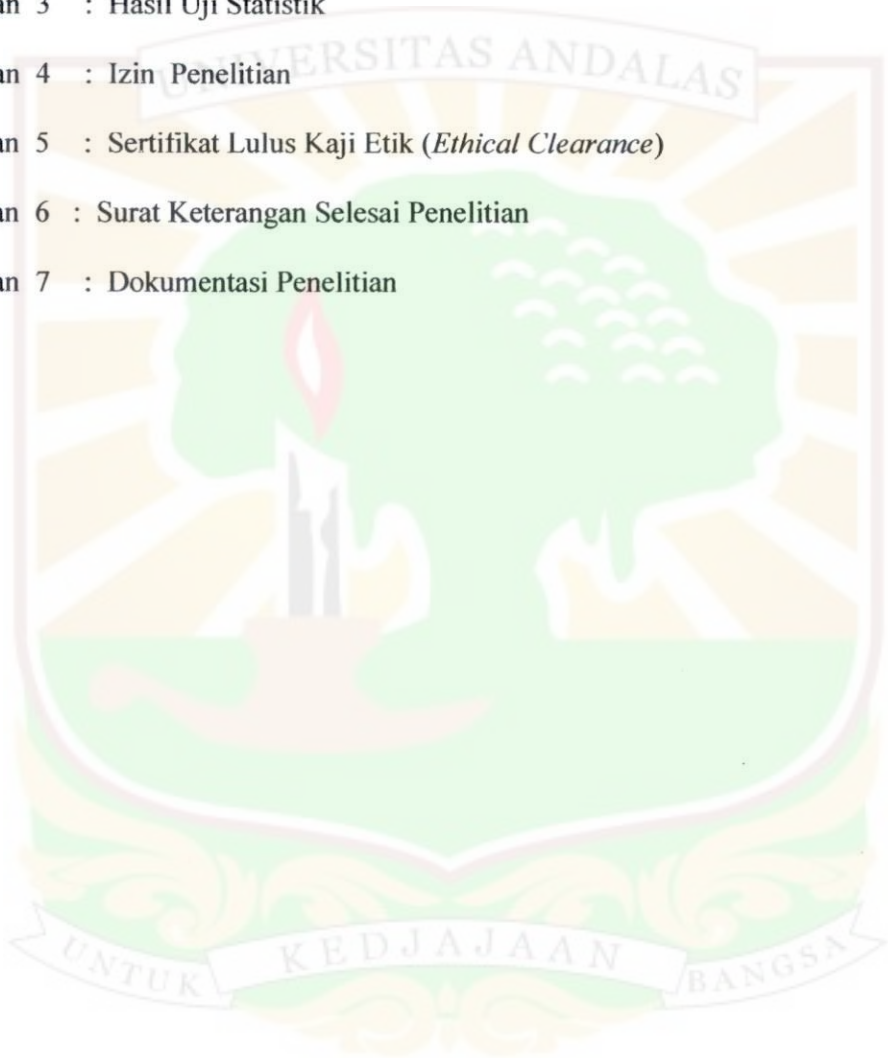 an 3 : Hasil Uji Statistik
UNIVERSITAS ANDALAS
an 4 : Izin Penelitian
an 5 : Sertifikat Lulus Kaji Etik (Ethical Clearance)
an 6 : Surat Keterangan Selesai Penelitian
an 7 : Dokumentasi Penelitian
UNTUK KEDJAJAAN BANGSA